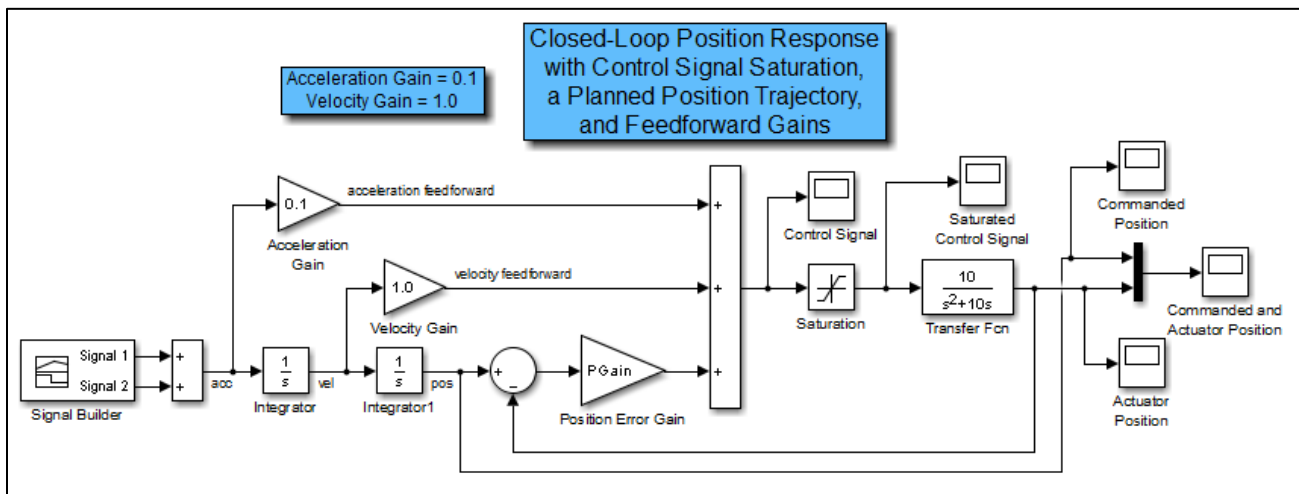 Closed-Loop Position Response
with Control Signal Saturation,
a Planned Position Trajectory,
and Feedforward Gains
Acceleration Gain = 0.1
Velocity Gain = 1.0
acceleration feedforward
0.1
Acceleration
Gain
velocity feedforward
1.0
Velocity Gain
Signal 1
Signal 2
Signal Builder
+
+
acc
1
s
Integrator
vel
1
s
Integrator1
pos
+
−
PGain
Position Error Gain
+
+
+
Control Signal
Saturation
Saturated
Control Signal
10
s²+10s
Transfer Fcn
Commanded
Position
Commanded and
Actuator Position
Actuator
Position